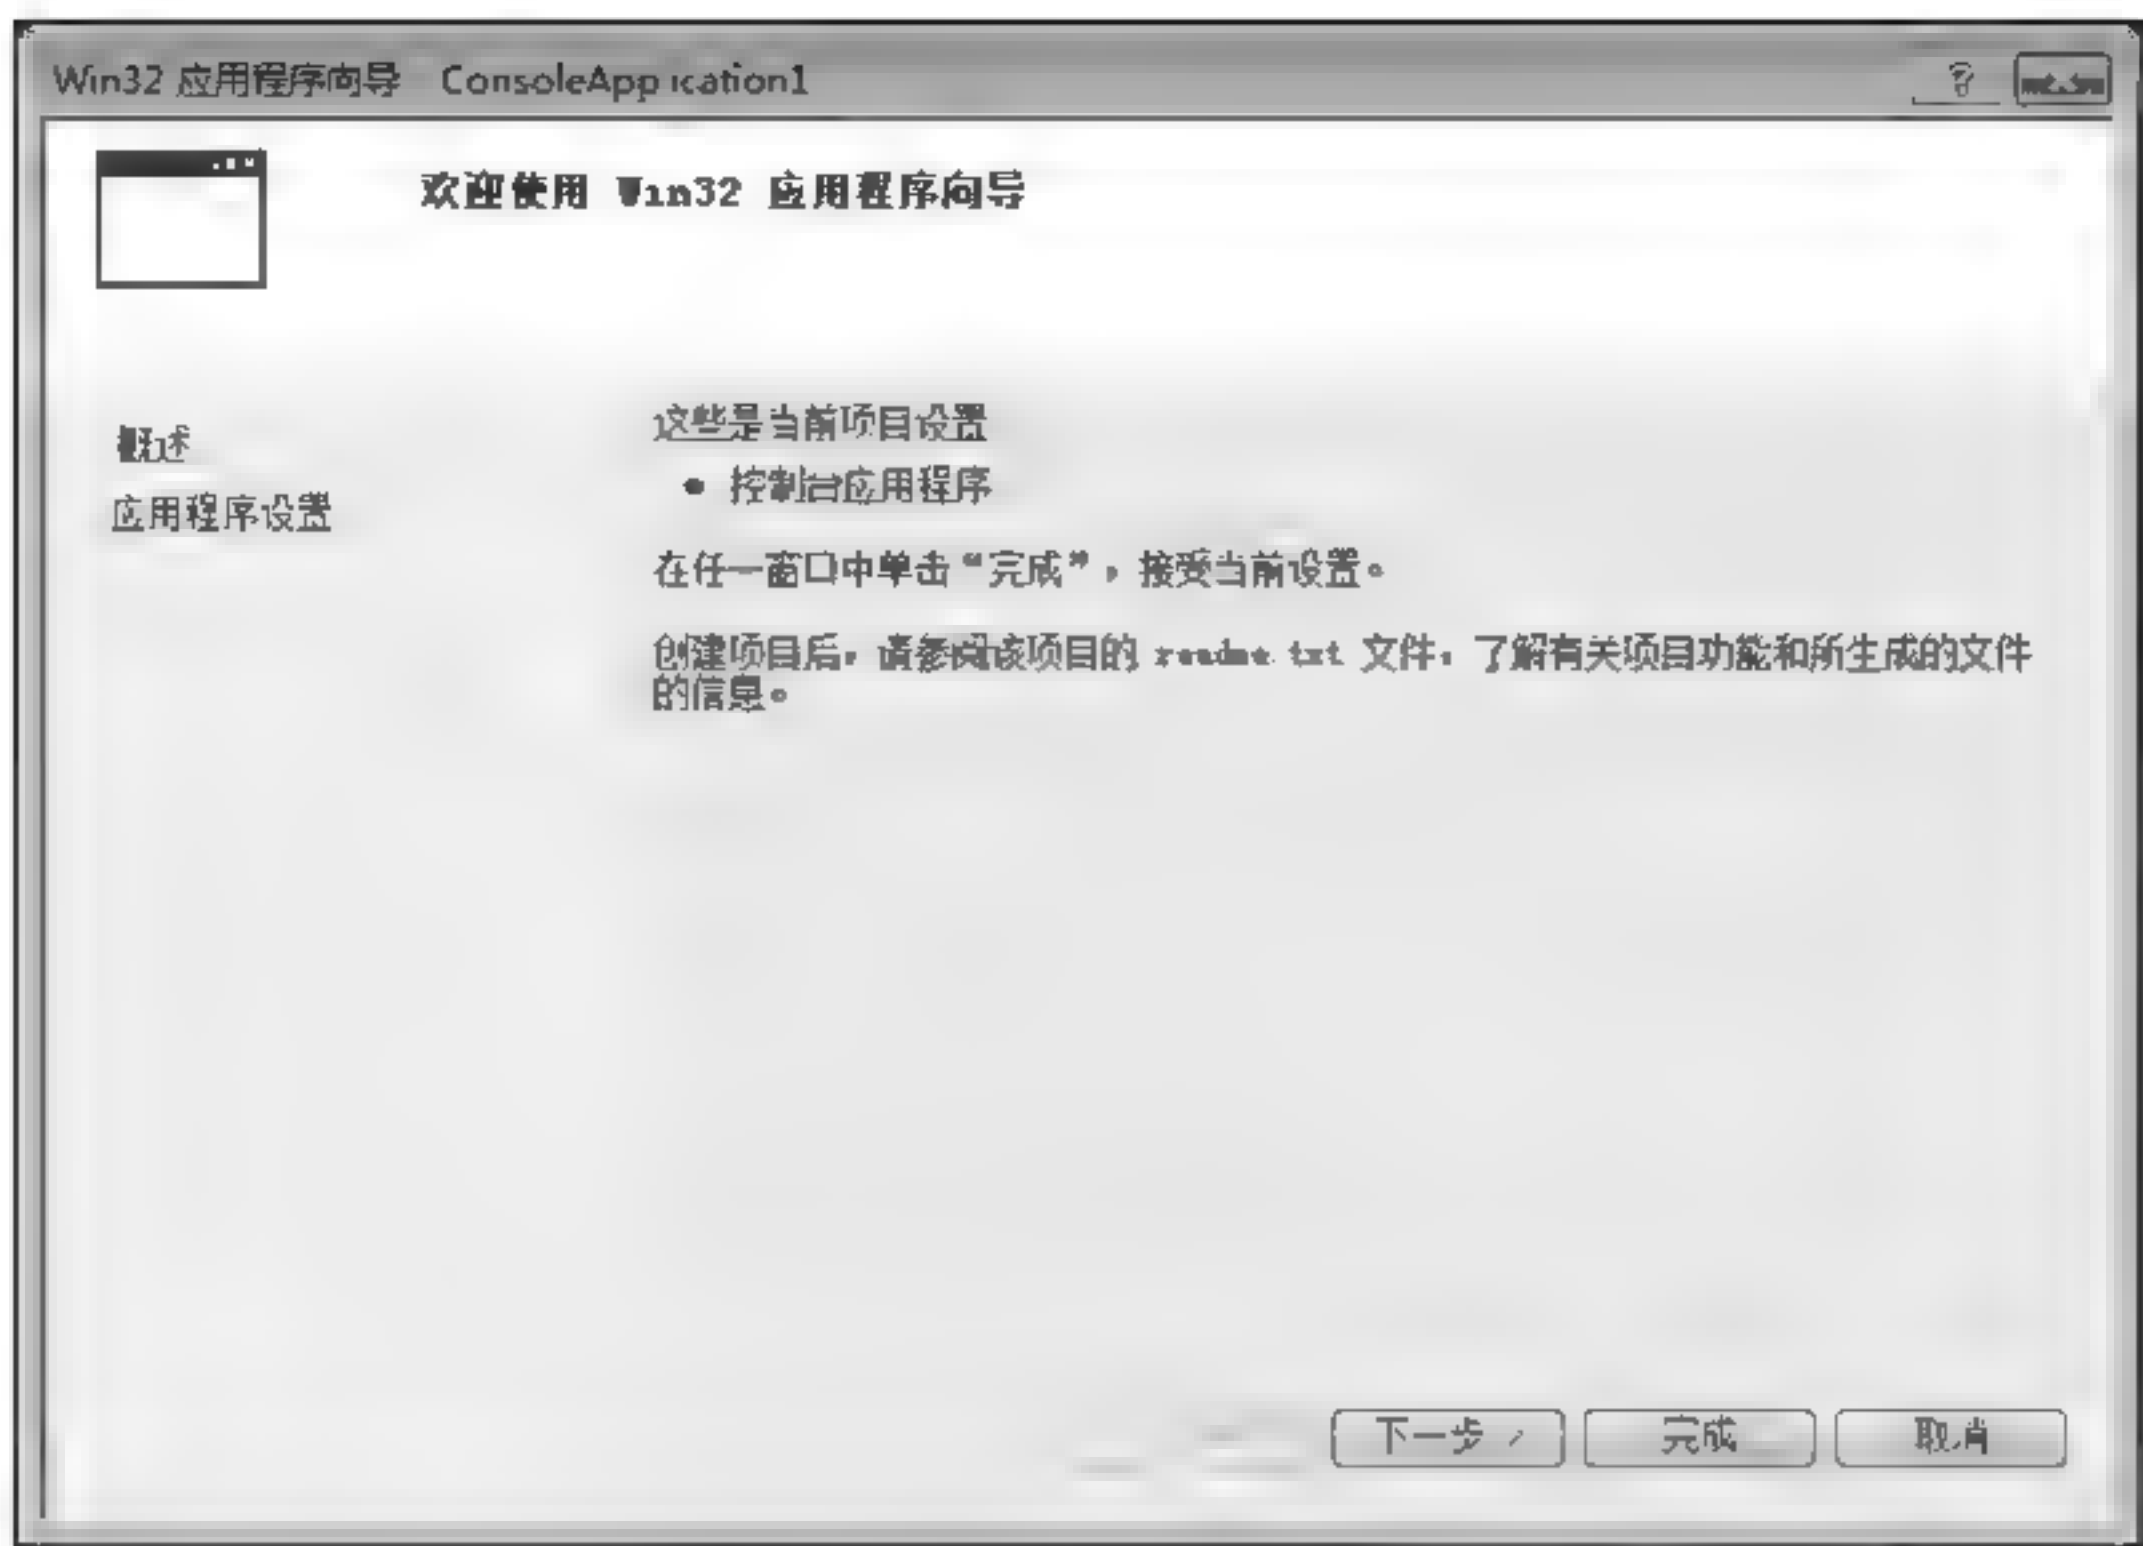 Win32 应用程序向导 ConsoleApplication1
欢迎使用 Win32 应用程序向导
概述
应用程序设置
这些是当前项目设置
• 控制台应用程序
在任一窗口中单击“完成”，接受当前设置。
创建项目后，请参阅该项目的 readme.txt 文件，了解有关项目功能和所生成的文件
的信息。
下一步 >
完成
取消